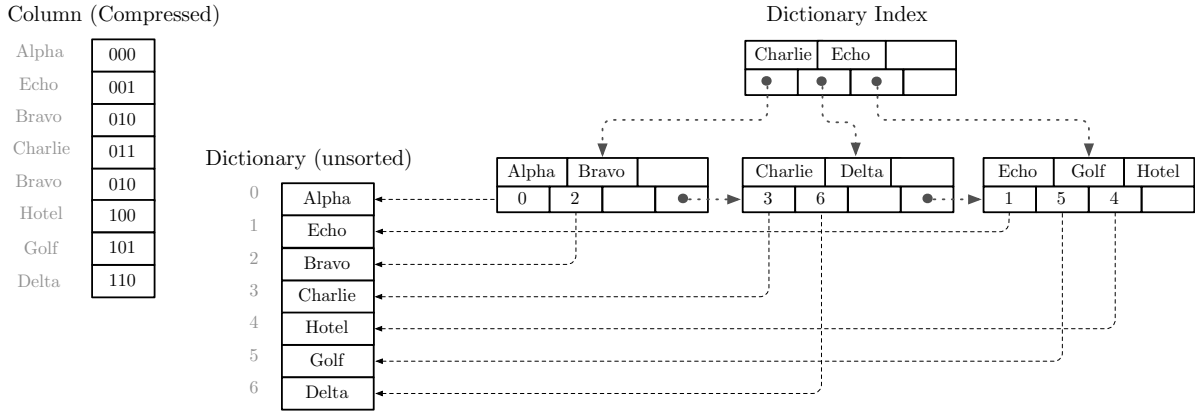 Column (Compressed)
Alpha 000
Echo 001
Bravo 010
Charlie 011
Bravo 010
Hotel 100
Golf 101
Delta 110
Dictionary (unsorted)
0 Alpha
1 Echo
2 Bravo
3 Charlie
4 Hotel
5 Golf
6 Delta
Dictionary Index
Charlie Echo
Alpha Bravo
0 2
Charlie Delta
3 6
Echo Golf Hotel
1 5 4